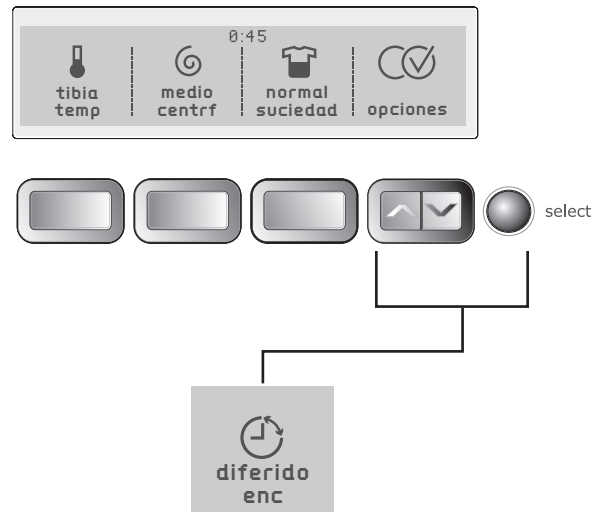 0:45
tibia temp
medio centrf
normal suciedad
opciones
select
diferido
enc